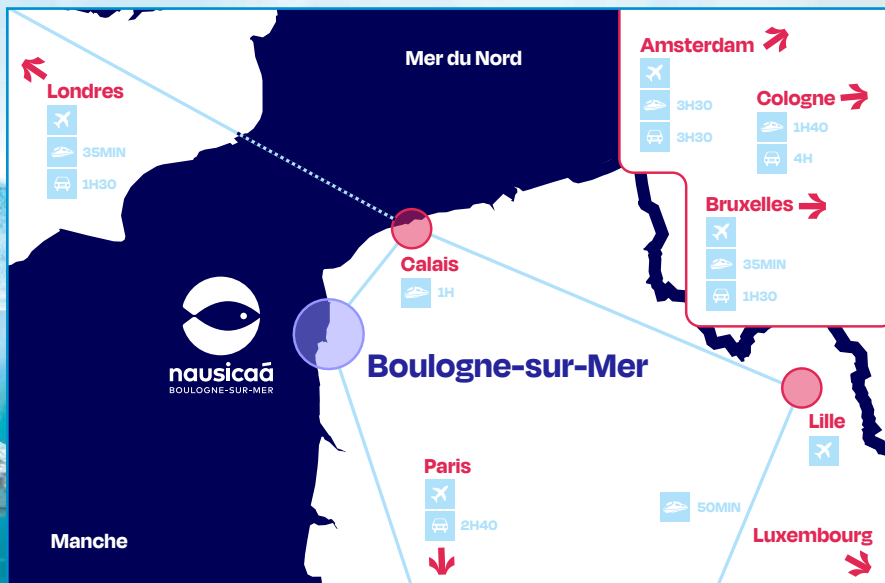 Mer du Nord
Londres
35MIN
1H30
Amsterdam
3H30
3H30
Cologne
1H40
4H
Bruxelles
35MIN
1H30
Calais
1H
nausicaá
BOULOGNE-SUR-MER
Boulogne-sur-Mer
Lille
Paris
2H40
50MIN
Manche
Luxembourg